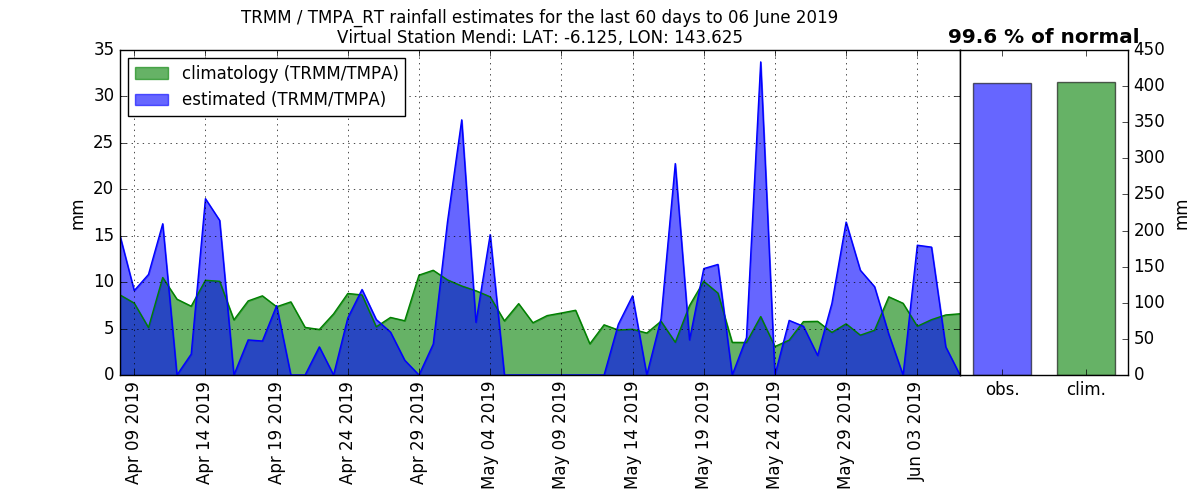 TRMM / TMPA_RT rainfall estimates for the last 60 days to 06 June 2019
Virtual Station Mendi: LAT: -6.125, LON: 143.625
99.6 % of normal
climatology (TRMM/TMPA)
estimated (TRMM/TMPA)
35
30
25
20
15
10
5
0
mm
450
400
350
300
250
200
150
100
50
0
mm
Apr 09 2019
Apr 14 2019
Apr 19 2019
Apr 24 2019
Apr 29 2019
May 04 2019
May 09 2019
May 14 2019
May 19 2019
May 24 2019
May 29 2019
Jun 03 2019
obs.
clim.